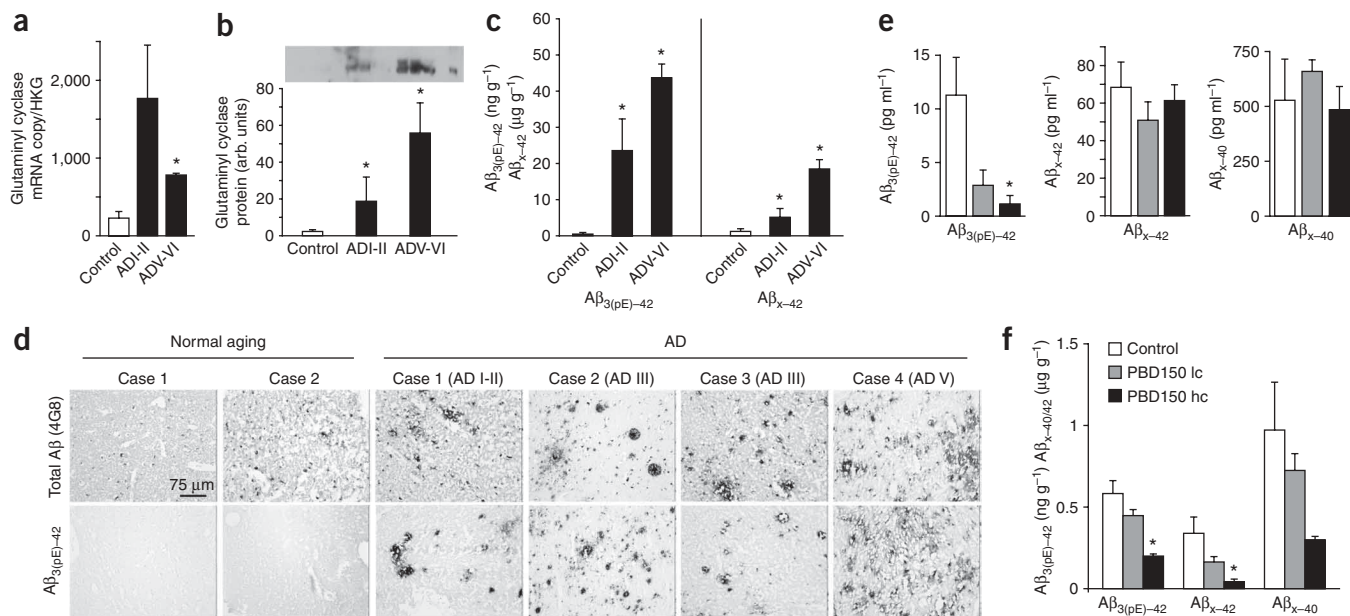 a
Glutaminyl cyclase
mRNA copy/HKG
2,000
1,000
0
*
Control
ADI-II
ADV-VI
b
Glutaminyl cyclase
protein (arb. units)
80
60
40
20
0
*
*
Control ADI-II ADV-VI
c
Aβ3(pE)–42 (ng g–1)
Aβx–42 (μg g–1)
60
50
40
30
20
10
0
*
*
*
*
Control
ADI-II
ADV-VI
Control
ADI-II
ADV-VI
Aβ3(pE)–42
Aβx–42
e
Aβ3(pE)–42 (pg ml–1)
15
10
5
0
*
Aβ3(pE)–42
Aβx–42 (pg ml–1)
80
70
60
50
40
30
20
10
0
Aβx–42
Aβx–40 (pg ml–1)
750
500
250
0
Aβx–40
d
Normal aging
AD
Case 1
Case 2
Case 1 (AD I-II)
Case 2 (AD III)
Case 3 (AD III)
Case 4 (AD V)
Total Aβ (4G8)
75 μm
Aβ3(pE)–42
f
Control
PBD150 lc
PBD150 hc
Aβ3(pE)–42 (ng g–1) Aβx–40/42 (μg g–1)
1.5
1
0.5
0
*
*
Aβ3(pE)–42
Aβx–42
Aβx–40